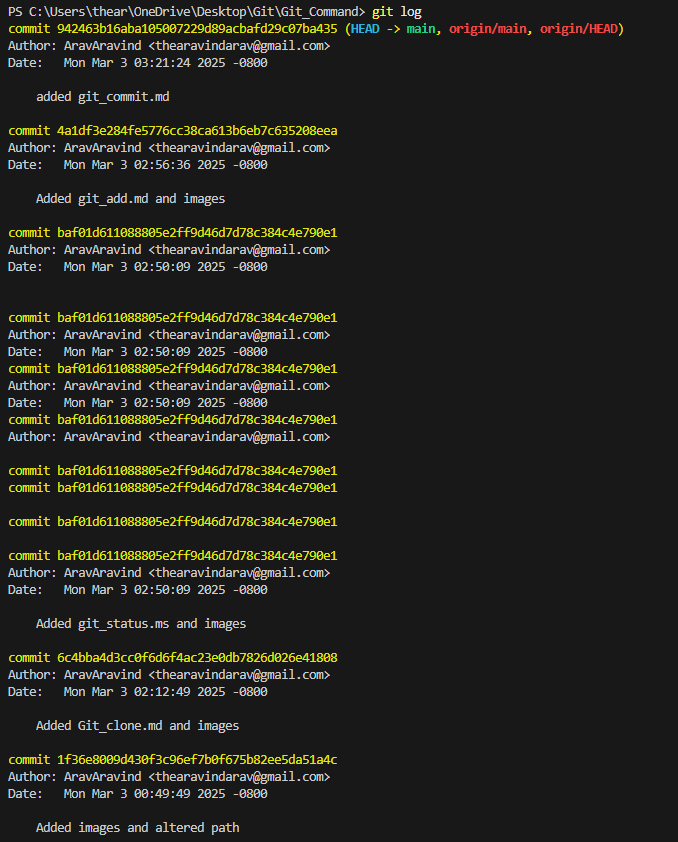 PS C:\Users\thear\OneDrive\Desktop\Git\Git_Command> git log
commit 942463b16aba105007229d89acbafd29c07ba435 (HEAD -> main, origin/main, origin/HEAD)
Author: AravAravind <thearavindarav@gmail.com>
Date:   Mon Mar 3 03:21:24 2025 -0800
added git_commit.md
commit 4a1df3e284fe5776cc38ca613b6eb7c635208eea
Author: AravAravind <thearavindarav@gmail.com>
Date:   Mon Mar 3 02:56:36 2025 -0800
Added git_add.md and images
commit baf01d611088805e2ff9d46d7d78c384c4e790e1
Author: AravAravind <thearavindarav@gmail.com>
Date:   Mon Mar 3 02:50:09 2025 -0800
commit baf01d611088805e2ff9d46d7d78c384c4e790e1
Author: AravAravind <thearavindarav@gmail.com>
Date:   Mon Mar 3 02:50:09 2025 -0800
commit baf01d611088805e2ff9d46d7d78c384c4e790e1
Author: AravAravind <thearavindarav@gmail.com>
Date:   Mon Mar 3 02:50:09 2025 -0800
commit baf01d611088805e2ff9d46d7d78c384c4e790e1
Author: AravAravind <thearavindarav@gmail.com>
commit baf01d611088805e2ff9d46d7d78c384c4e790e1
commit baf01d611088805e2ff9d46d7d78c384c4e790e1
commit baf01d611088805e2ff9d46d7d78c384c4e790e1
commit baf01d611088805e2ff9d46d7d78c384c4e790e1
Author: AravAravind <thearavindarav@gmail.com>
Date:   Mon Mar 3 02:50:09 2025 -0800
Added git_status.ms and images
commit 6c4bba4d3cc0f6d6f4ac23e0db7826d026e41808
Author: AravAravind <thearavindarav@gmail.com>
Date:   Mon Mar 3 02:12:49 2025 -0800
Added Git_clone.md and images
commit 1f36e8009d430f3c96ef7b0f675b82ee5da51a4c
Author: AravAravind <thearavindarav@gmail.com>
Date:   Mon Mar 3 00:49:49 2025 -0800
Added images and altered path